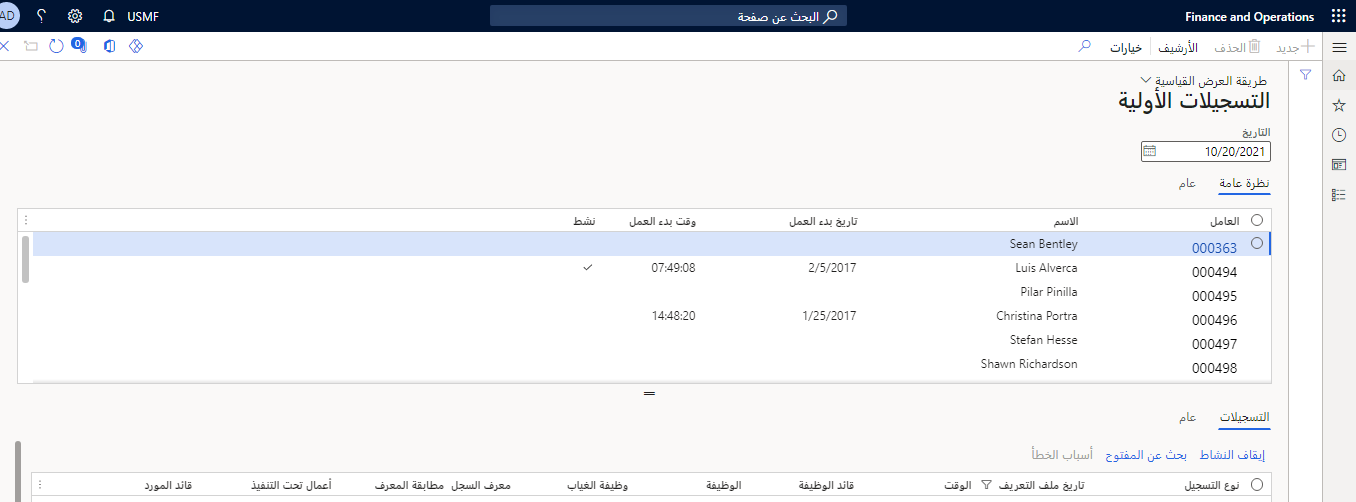 Finance and Operations البحث عن صفحة USMF AD
جديد الحذف الأرشيف خيارات 0
طريقة العرض القياسية
التسجيلات الأولية
التاريخ
10/20/2021
نظرة عامة عام
العامل الاسم تاريخ بدء العمل وقت بدء العمل نشط
000363 Sean Bentley
000494 Luis Alverca 2/5/2017 07:49:08
000495 Pilar Pinilla
000496 Christina Portra 1/25/2017 14:48:20
000497 Stefan Hesse
000498 Shawn Richardson
التسجيلات عام
إيقاف النشاط بحث عن المفتوح أسباب الخطأ
نوع التسجيل تاريخ ملف التعريف الوقت قائد الوظيفة الوظيفة وظيفة الغياب معرف السجل مطابقة المعرف أعمال تحت التنفيذ قائد المورد